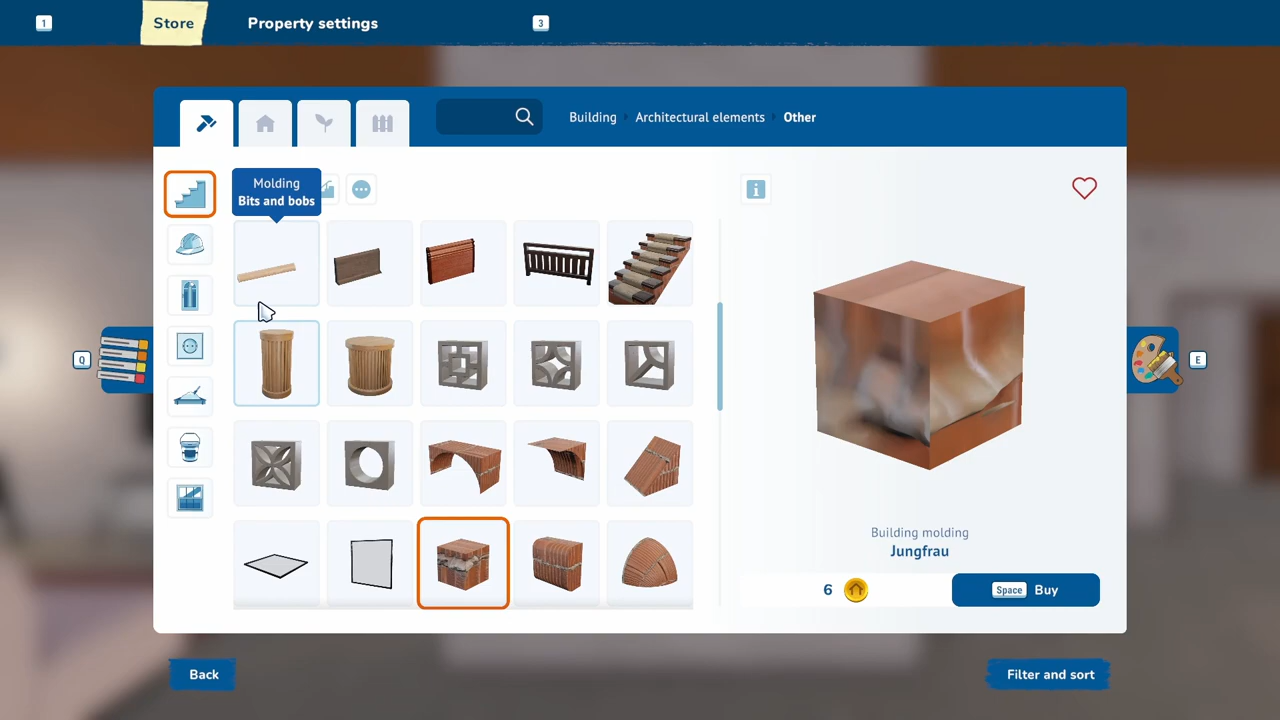 1
Store
Property settings
3
Building
Architectural elements
Other
Molding
Bits and bobs
i
Q
E
Building molding
Jungfrau
6
Space
Buy
Back
Filter and sort